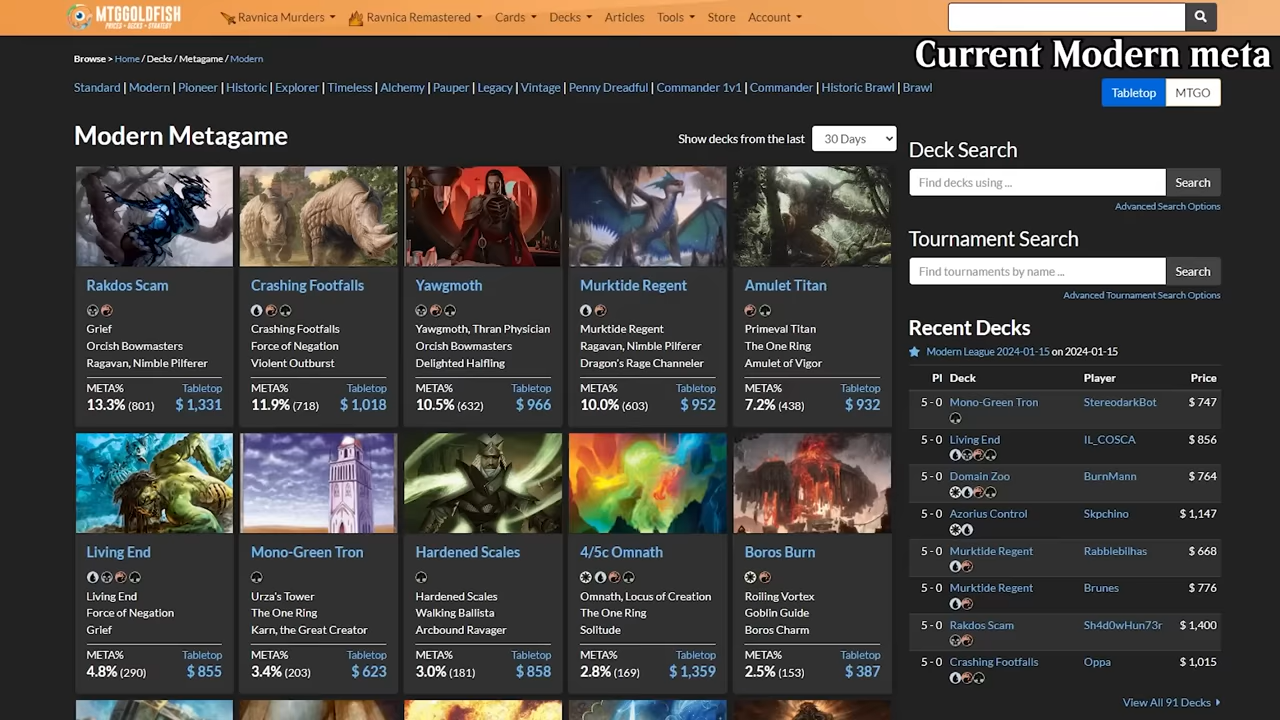 MTGGOLDFISH
PRICES • DECKS • STRATEGY
Ravnica Murders
Ravnica Remastered
Cards
Decks
Articles
Tools
Store
Account
Current Modern meta
Browse > Home / Decks / Metagame / Modern
Standard | Modern | Pioneer | Historic | Explorer | Timeless | Alchemy | Pauper | Legacy | Vintage | Penny Dreadful | Commander 1v1 | Commander | Historic Brawl | Brawl
Tabletop
MTGO
Modern Metagame
Show decks from the last
30 Days
Rakdos Scam
Grief
Orcish Bowmasters
Ragavan, Nimble Pilferer
META%
Tabletop
13.3% (801)
$ 1,331
Crashing Footfalls
Crashing Footfalls
Force of Negation
Violent Outburst
META%
Tabletop
11.9% (718)
$ 1,018
Yawgmoth
Yawgmoth, Thran Physician
Orcish Bowmasters
Delighted Halfling
META%
Tabletop
10.5% (632)
$ 966
Murktide Regent
Murktide Regent
Ragavan, Nimble Pilferer
Dragon's Rage Channeler
META%
Tabletop
10.0% (603)
$ 952
Amulet Titan
Primeval Titan
The One Ring
Amulet of Vigor
META%
Tabletop
7.2% (438)
$ 932
Living End
Living End
Force of Negation
Grief
META%
Tabletop
4.8% (290)
$ 855
Mono-Green Tron
Urza's Tower
The One Ring
Karn, the Great Creator
META%
Tabletop
3.4% (203)
$ 623
Hardened Scales
Hardened Scales
Walking Ballista
Arcbound Ravager
META%
Tabletop
3.0% (181)
$ 858
4/5c Omnath
Omnath, Locus of Creation
The One Ring
Solitude
META%
Tabletop
2.8% (169)
$ 1,359
Boros Burn
Roiling Vortex
Goblin Guide
Boros Charm
META%
Tabletop
2.5% (153)
$ 387
Deck Search
Find decks using ...
Search
Advanced Search Options
Tournament Search
Find tournaments by name ...
Search
Advanced Tournament Search Options
Recent Decks
Modern League 2024-01-15 on 2024-01-15
Pl Deck Player Price
5 - 0 Mono-Green Tron StereodarkBot $ 747
5 - 0 Living End IL_COSCA $ 856
5 - 0 Domain Zoo BurnMann $ 764
5 - 0 Azorius Control Skpchino $ 1,147
5 - 0 Murktide Regent Rabblebilhas $ 668
5 - 0 Murktide Regent Brunes $ 776
5 - 0 Rakdos Scam Sh4d0wHun73r $ 1,400
5 - 0 Crashing Footfalls Oppa $ 1,015
View All 91 Decks